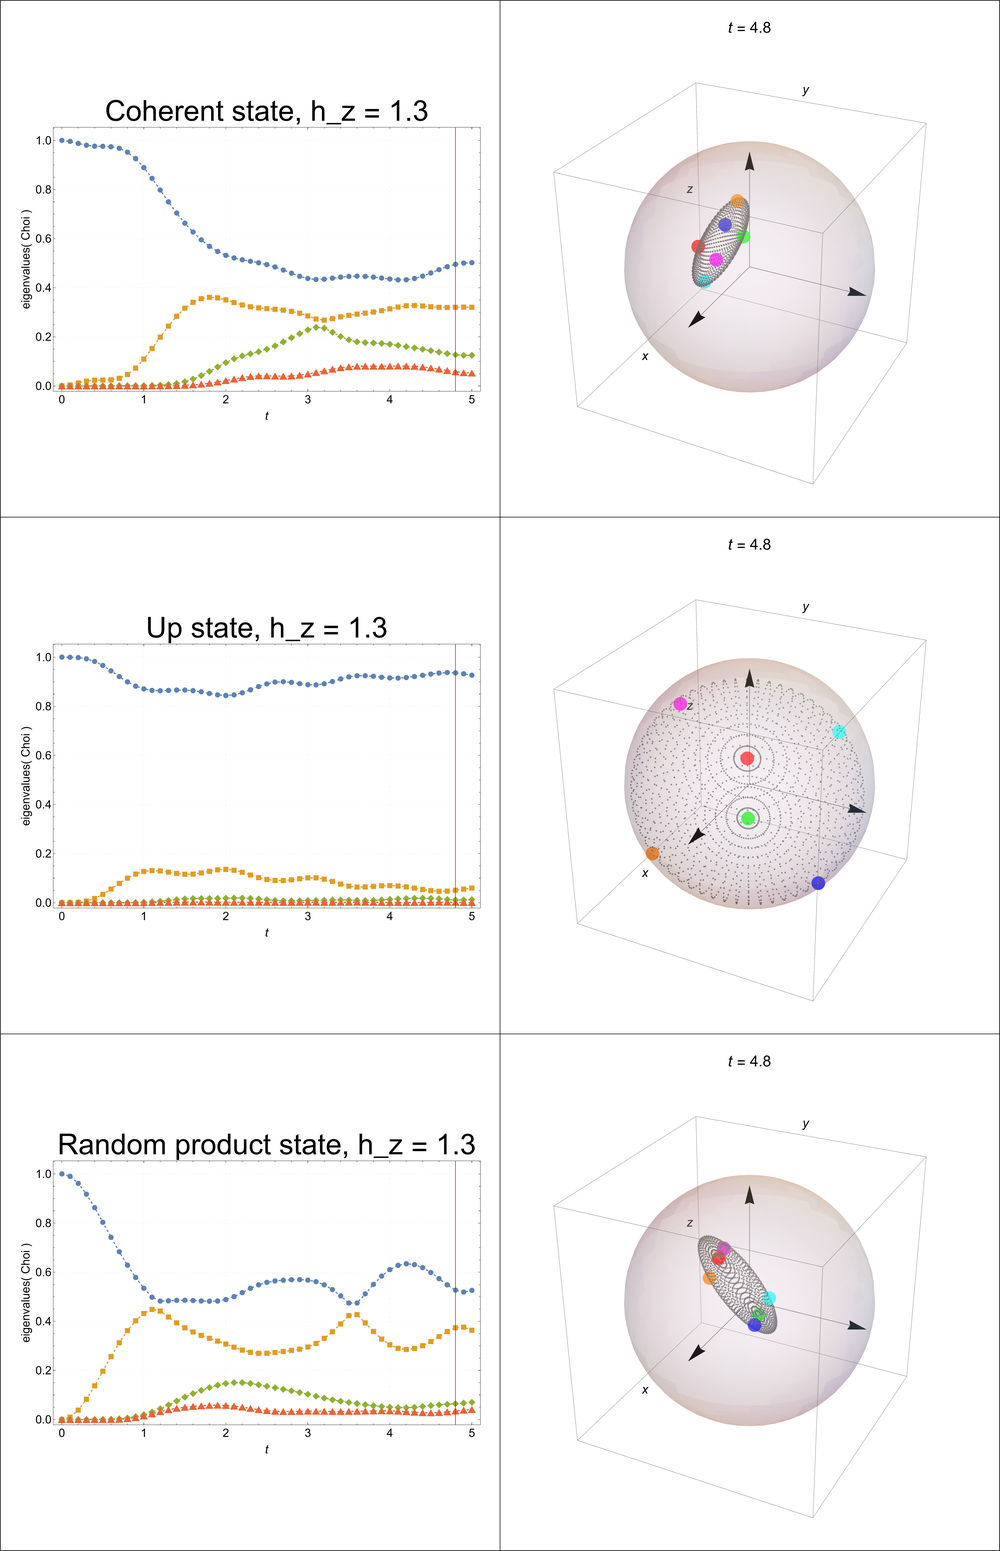 t = 4.8
Coherent state, h_z = 1.3
eigenvalues( Choi )
1.0
0.8
0.6
0.4
0.2
0.0
0 1 2 3 4 5
t
y
z
x
t = 4.8
Up state, h_z = 1.3
eigenvalues( Choi )
1.0
0.8
0.6
0.4
0.2
0.0
0 1 2 3 4 5
t
y
z
x
t = 4.8
Random product state, h_z = 1.3
eigenvalues( Choi )
1.0
0.8
0.6
0.4
0.2
0.0
0 1 2 3 4 5
t
y
z
x